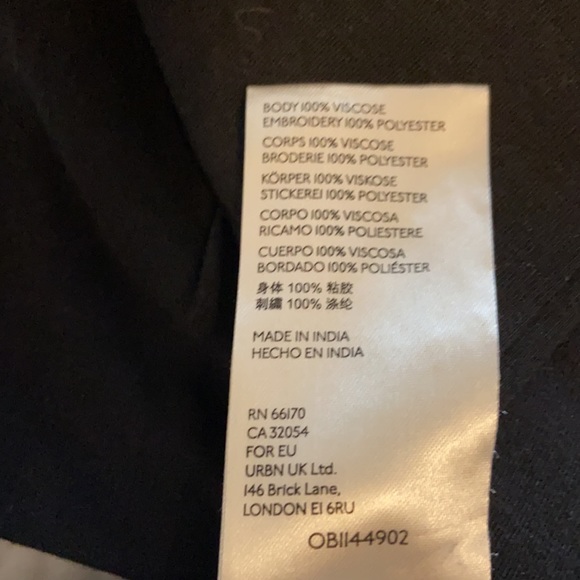 BODY 100% VISCOSE
EMBROIDERY 100% POLYESTER
CORPS 100% VISCOSE
BRODERIE 100% POLYESTER
KÖRPER 100% VISKOSE
STICKEREI 100% POLYESTER
CORPO 100% VISCOSA
RICAMO 100% POLIESTERE
CUERPO 100% VISCOSA
BORDADO 100% POLIÉSTER
身体 100% 粘胶
刺繡 100% 涤纶
MADE IN INDIA
HECHO EN INDIA
RN 66170
CA 32054
FOR EU
URBN UK Ltd.
146 Brick Lane,
LONDON E1 6RU
OB1144902